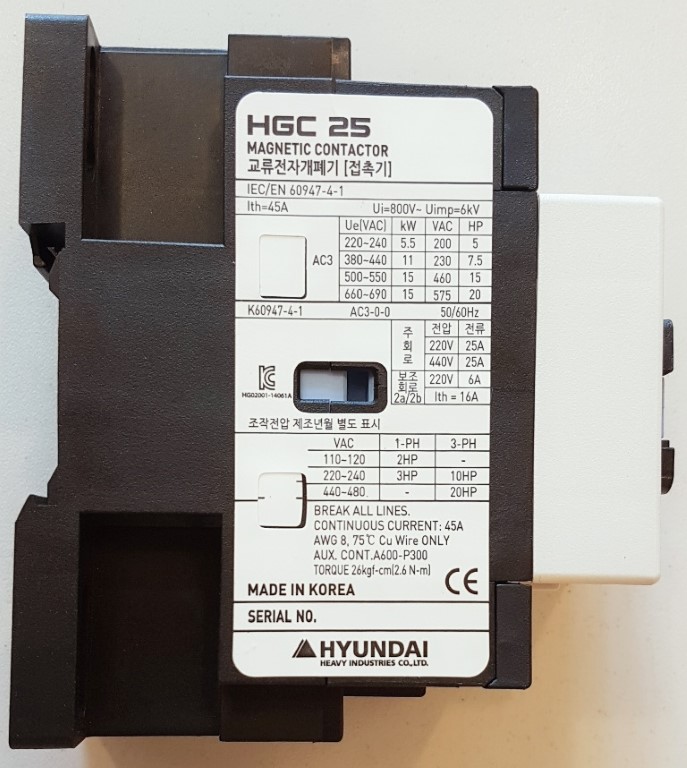 HGC 25
MAGNETIC CONTACTOR
교류전자개폐기 [접촉기]
IEC/EN 60947-4-1
Ith=45A Ui=800V~ Uimp=6kV
Ue(VAC) kW VAC HP
AC3
220~240 5.5 200 5
380~440 11 230 7.5
500~550 15 460 15
660~690 15 575 20
K60947-4-1 AC3-0-0 50/60Hz
주회로 전압 전류
220V 25A
440V 25A
보조회로 2a/2b 220V 6A
Ith = 16A
HG02001-14061A
조작전압 제조년월 별도 표시
VAC 1-PH 3-PH
110~120 2HP -
220~240 3HP 10HP
440~480. - 20HP
BREAK ALL LINES.
CONTINUOUS CURRENT: 45A
AWG 8, 75℃ Cu Wire ONLY
AUX. CONT.A600-P300
TORQUE 26kgf-cm(2.6 N-m)
MADE IN KOREA CE
SERIAL NO.
HYUNDAI
HEAVY INDUSTRIES CO.,LTD.